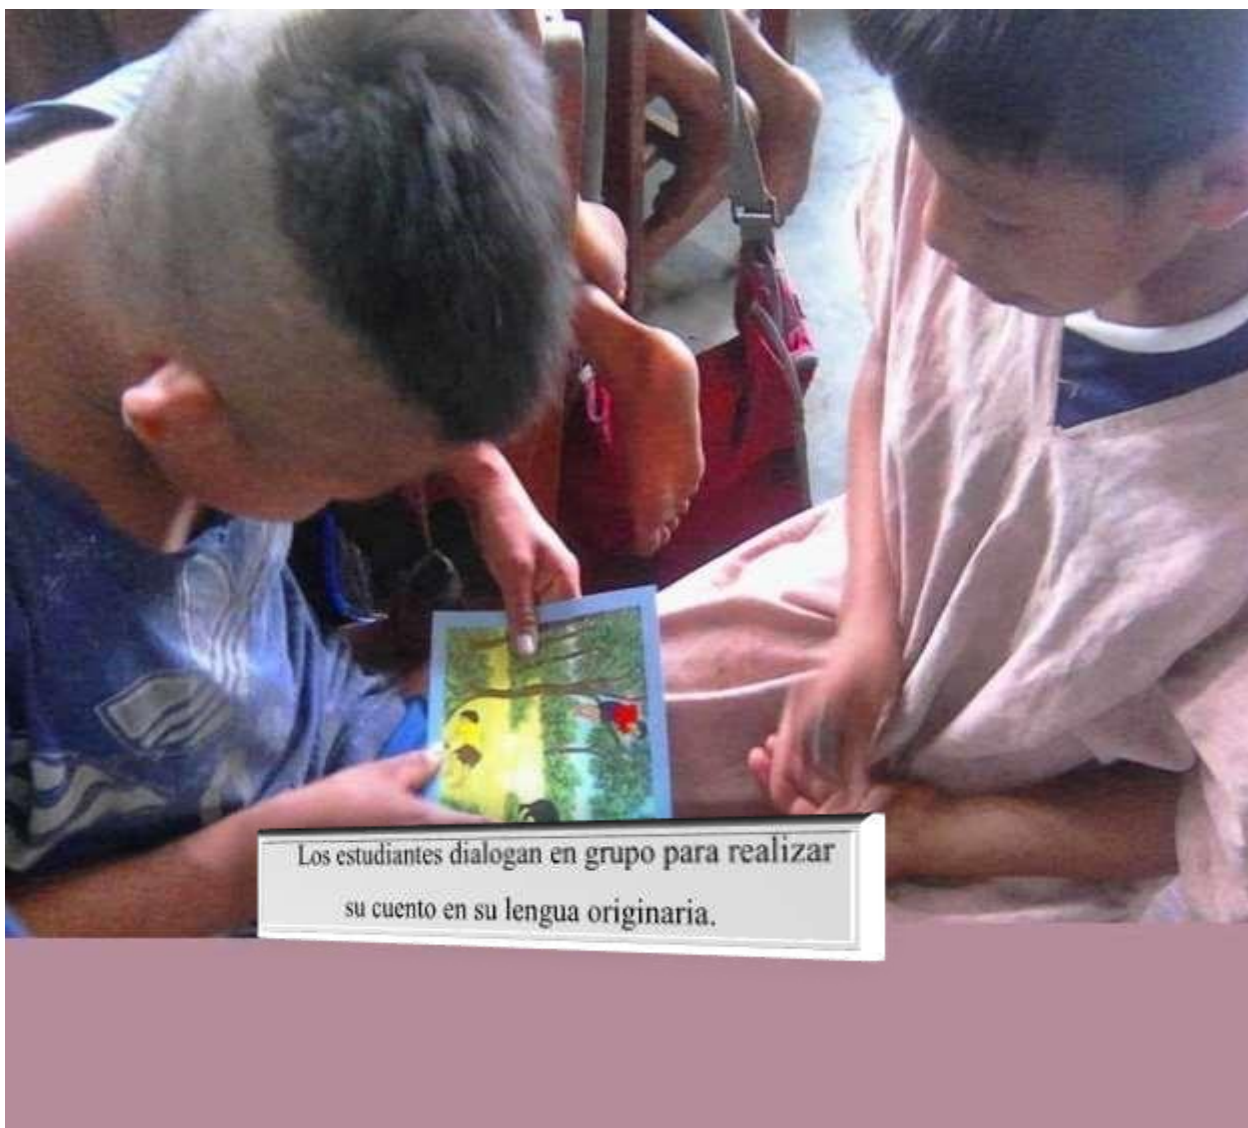 Los estudiantes dialogan en grupo para realizar
su cuento en su lengua originaria.